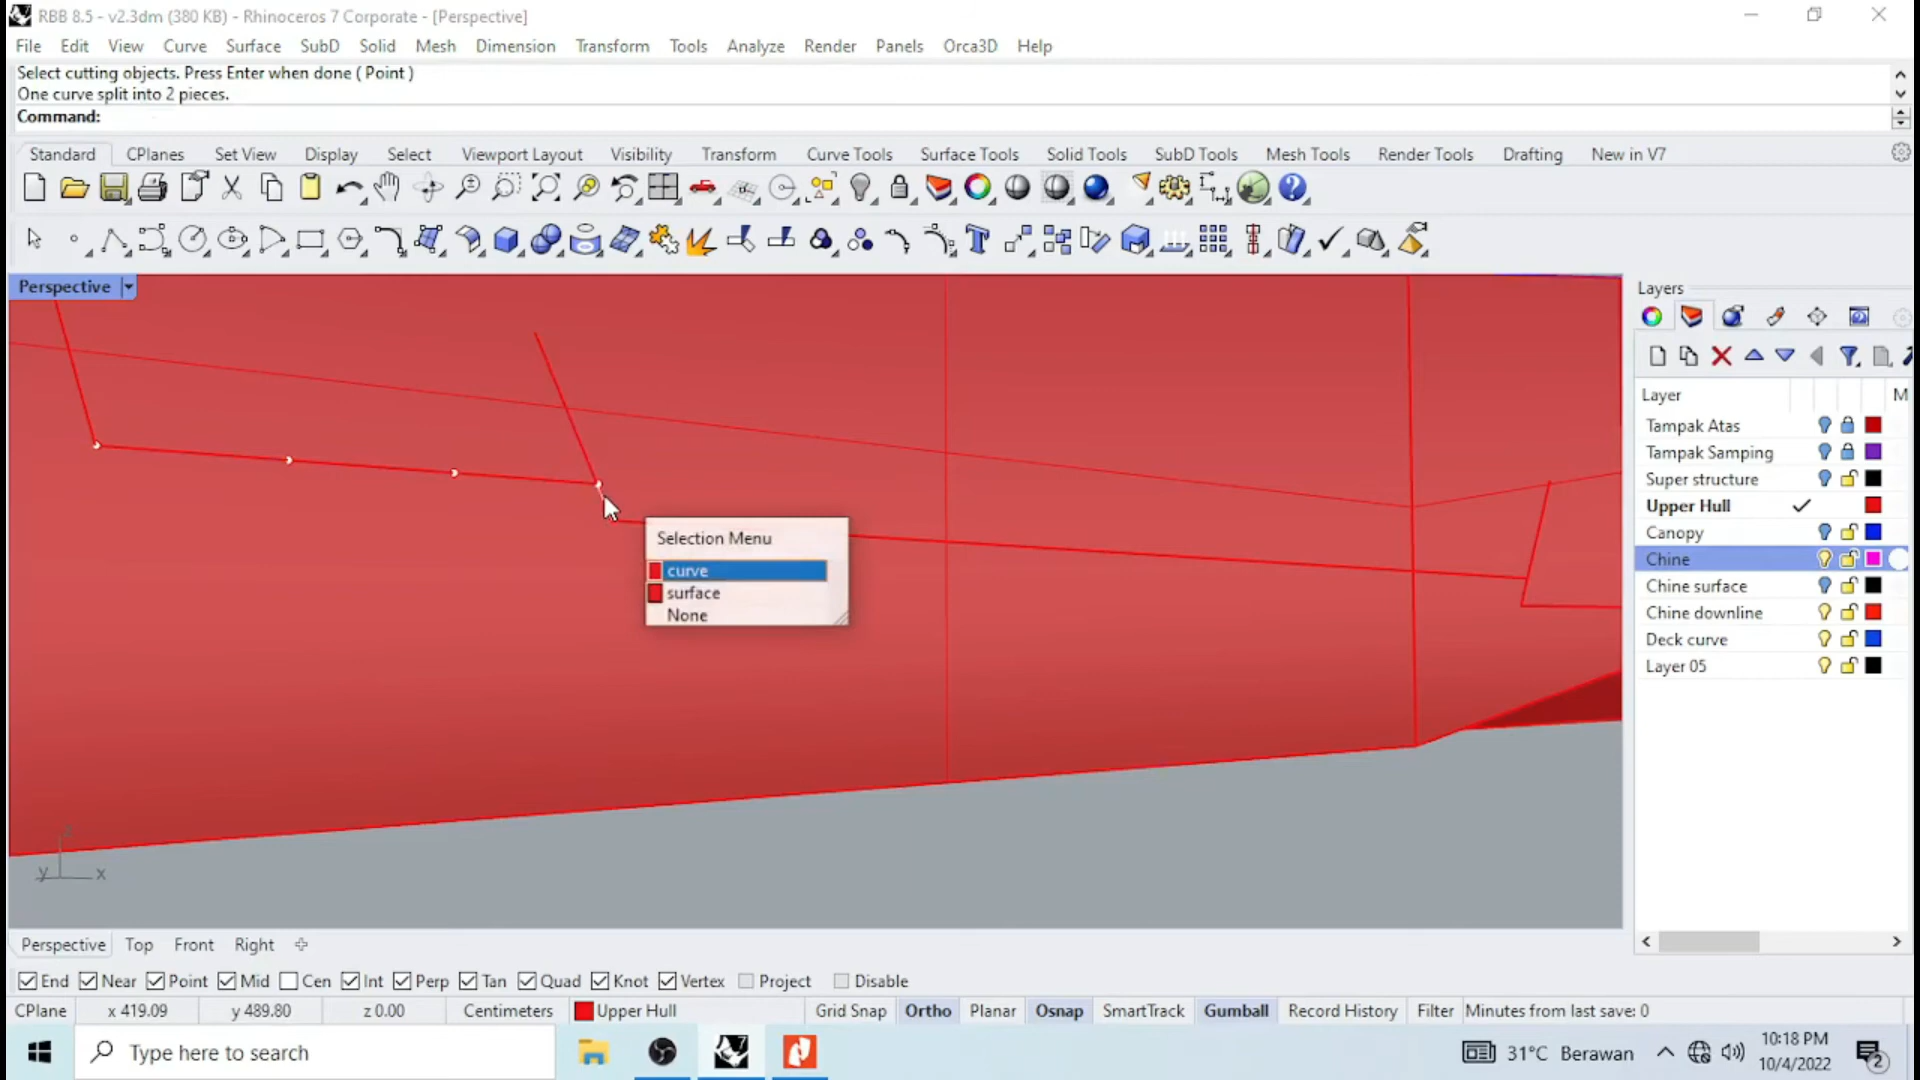 RBB 8.5 - v2.3dm (380 KB) - Rhinoceros 7 Corporate - [Perspective]
File Edit View Curve Surface SubD Solid Mesh Dimension Transform Tools Analyze Render Panels Orca3D Help
Select cutting objects. Press Enter when done ( Point )
One curve split into 2 pieces.
Command:
Standard CPlanes Set View Display Select Viewport Layout Visibility Transform Curve Tools Surface Tools Solid Tools SubD Tools Mesh Tools Render Tools Drafting New in V7
Perspective
Layers
Layer M
Tampak Atas
Tampak Samping
Super structure
Upper Hull
Canopy
Chine
Chine surface
Chine downline
Deck curve
Layer 05
Selection Menu
curve
surface
None
z
y x
Perspective Top Front Right
End Near Point Mid Cen Int Perp Tan Quad Knot Vertex Project Disable
CPlane x 419.09 y 489.80 z 0.00 Centimeters Upper Hull Grid Snap Ortho Planar Osnap SmartTrack Gumball Record History Filter Minutes from last save: 0
Type here to search
31°C Berawan
10:18 PM
10/4/2022
2